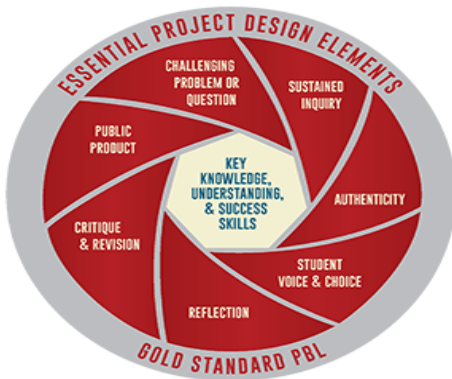 ESSENTIAL PROJECT DESIGN ELEMENTS
CHALLENGING
PROBLEM OR
QUESTION
SUSTAINED
INQUIRY
AUTHENTICITY
STUDENT
VOICE & CHOICE
REFLECTION
CRITIQUE
& REVISION
PUBLIC
PRODUCT
KEY
KNOWLEDGE,
UNDERSTANDING,
& SUCCESS
SKILLS
GOLD STANDARD PBL